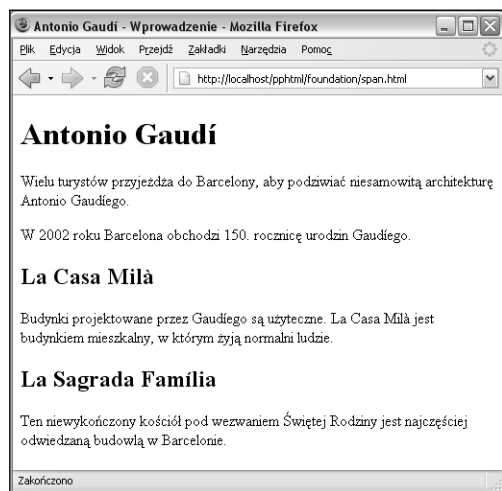 Antonio Gaudí - Wprowadzenie - Mozilla Firefox
Plik Edycja Widok Przejdź Zakładki Narzędzia Pomoc
http://localhost/pphtml/foundation/span.html
Antonio Gaudí
Wielu turystów przyjeżdża do Barcelony, aby podziwiać niesamowitą architekturę
Antonio Gaudíego.
W 2002 roku Barcelona obchodzi 150. rocznicę urodzin Gaudíego.
La Casa Milà
Budynki projektowane przez Gaudíego są użyteczne. La Casa Milà jest
budynkiem mieszkalny, w którym żyją normalni ludzie.
La Sagrada Família
Ten niewykończony kościół pod wezwaniem Świętej Rodziny jest najczęściej
odwiedzaną budowlą w Barcelonie.
Zakończono